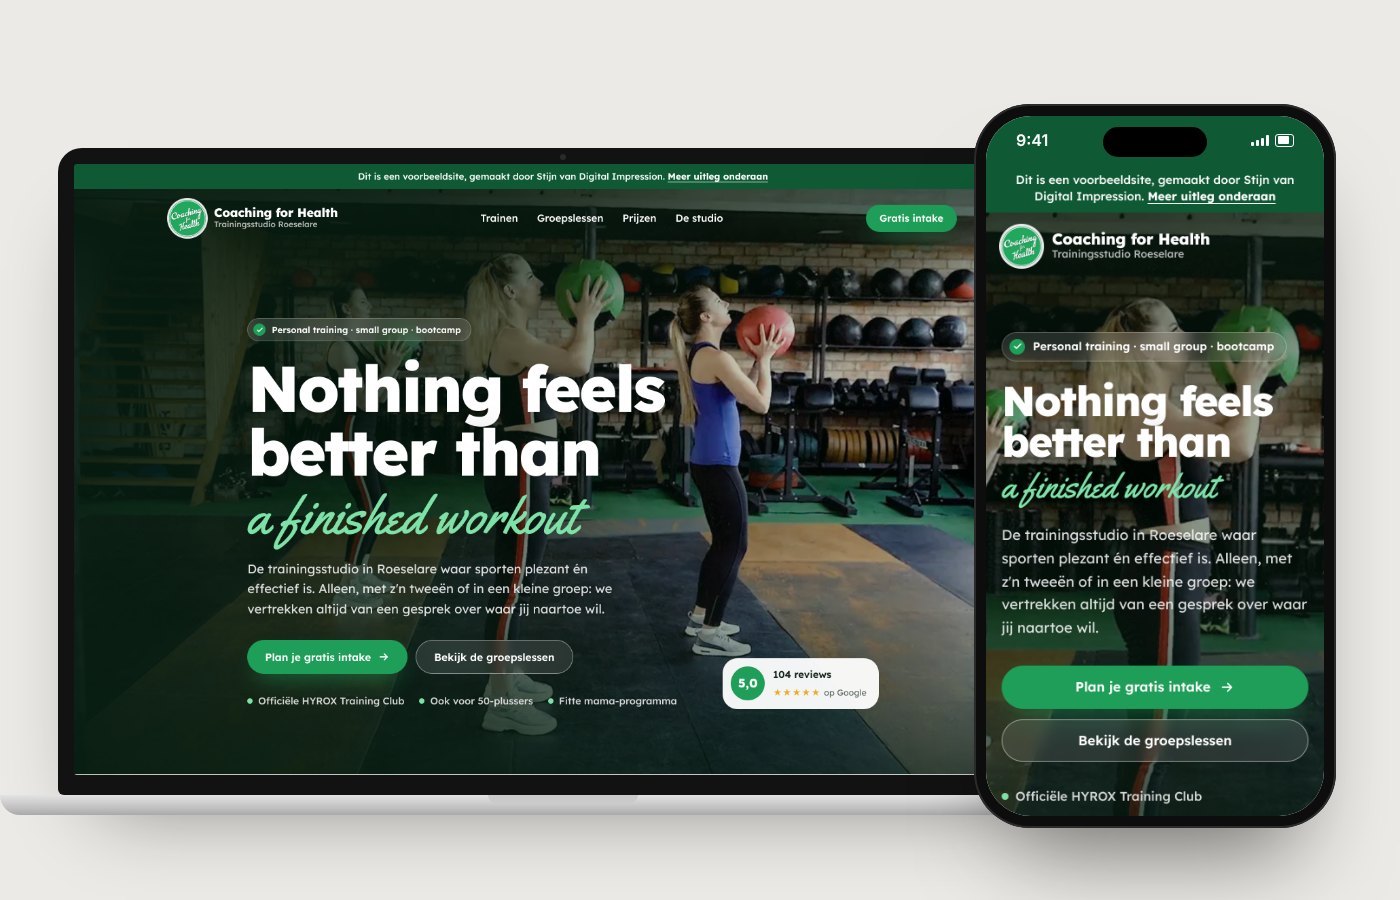 Dit is een voorbeeldsite, gemaakt door Stijn van Digital Impression. Meer uitleg onderaan
Coaching for Health
Coaching for Health
Trainingsstudio Roeselare
Trainen
Groepslessen
Prijzen
De studio
Gratis intake
Personal training · small group · bootcamp
Nothing feels
better than
a finished workout
De trainingsstudio in Roeselare waar sporten plezant én
effectief is. Alleen, met z'n tweeën of in een kleine groep: we
vertrekken altijd van een gesprek over waar jij naartoe wil.
Plan je gratis intake →
Bekijk de groepslessen
Officiële HYROX Training Club
Ook voor 50-plussers
Fitte mama-programma
5,0
104 reviews
★★★★★ op Google
9:41
Dit is een voorbeeldsite, gemaakt door Stijn van
Digital Impression. Meer uitleg onderaan
Coaching for Health
Coaching for Health
Trainingsstudio Roeselare
Personal training · small group · bootcamp
Nothing feels
better than
a finished workout
De trainingsstudio in Roeselare waar
sporten plezant én effectief is. Alleen, met
z'n tweeën of in een kleine groep: we
vertrekken altijd van een gesprek over waar
jij naartoe wil.
Plan je gratis intake →
Bekijk de groepslessen
Officiële HYROX Training Club